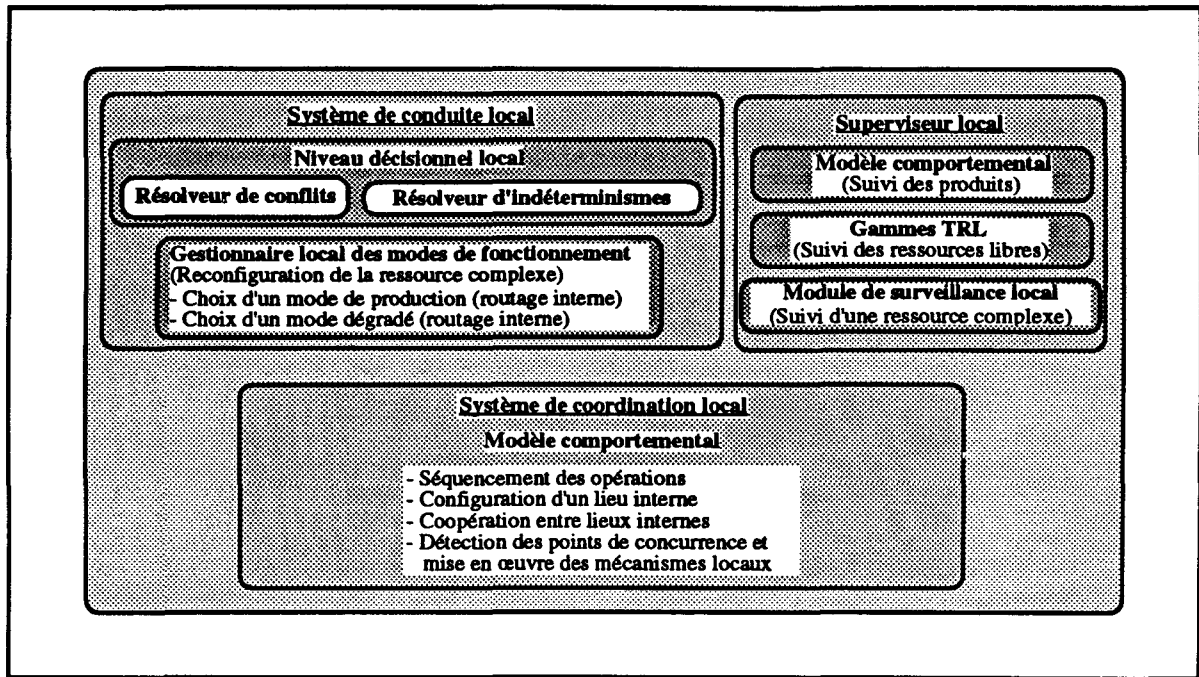 Système de conduite local
Niveau décisionnel local
Résolveur de conflits
Résolveur d'indéterminismes
Gestionnaire local des modes de fonctionnement
(Reconfiguration de la ressource complexe)
- Choix d'un mode de production (routage interne)
- Choix d'un mode dégradé (routage interne)
Superviseur local
Modèle comportemental
(Suivi des produits)
Gammes TRL
(Suivi des ressources libres)
Module de surveillance local
(Suivi d'une ressource complexe)
Système de coordination local
Modèle comportemental
- Séquencement des opérations
- Configuration d'un lieu interne
- Coopération entre lieux internes
- Détection des points de concurrence et
mise en œuvre des mécanismes locaux